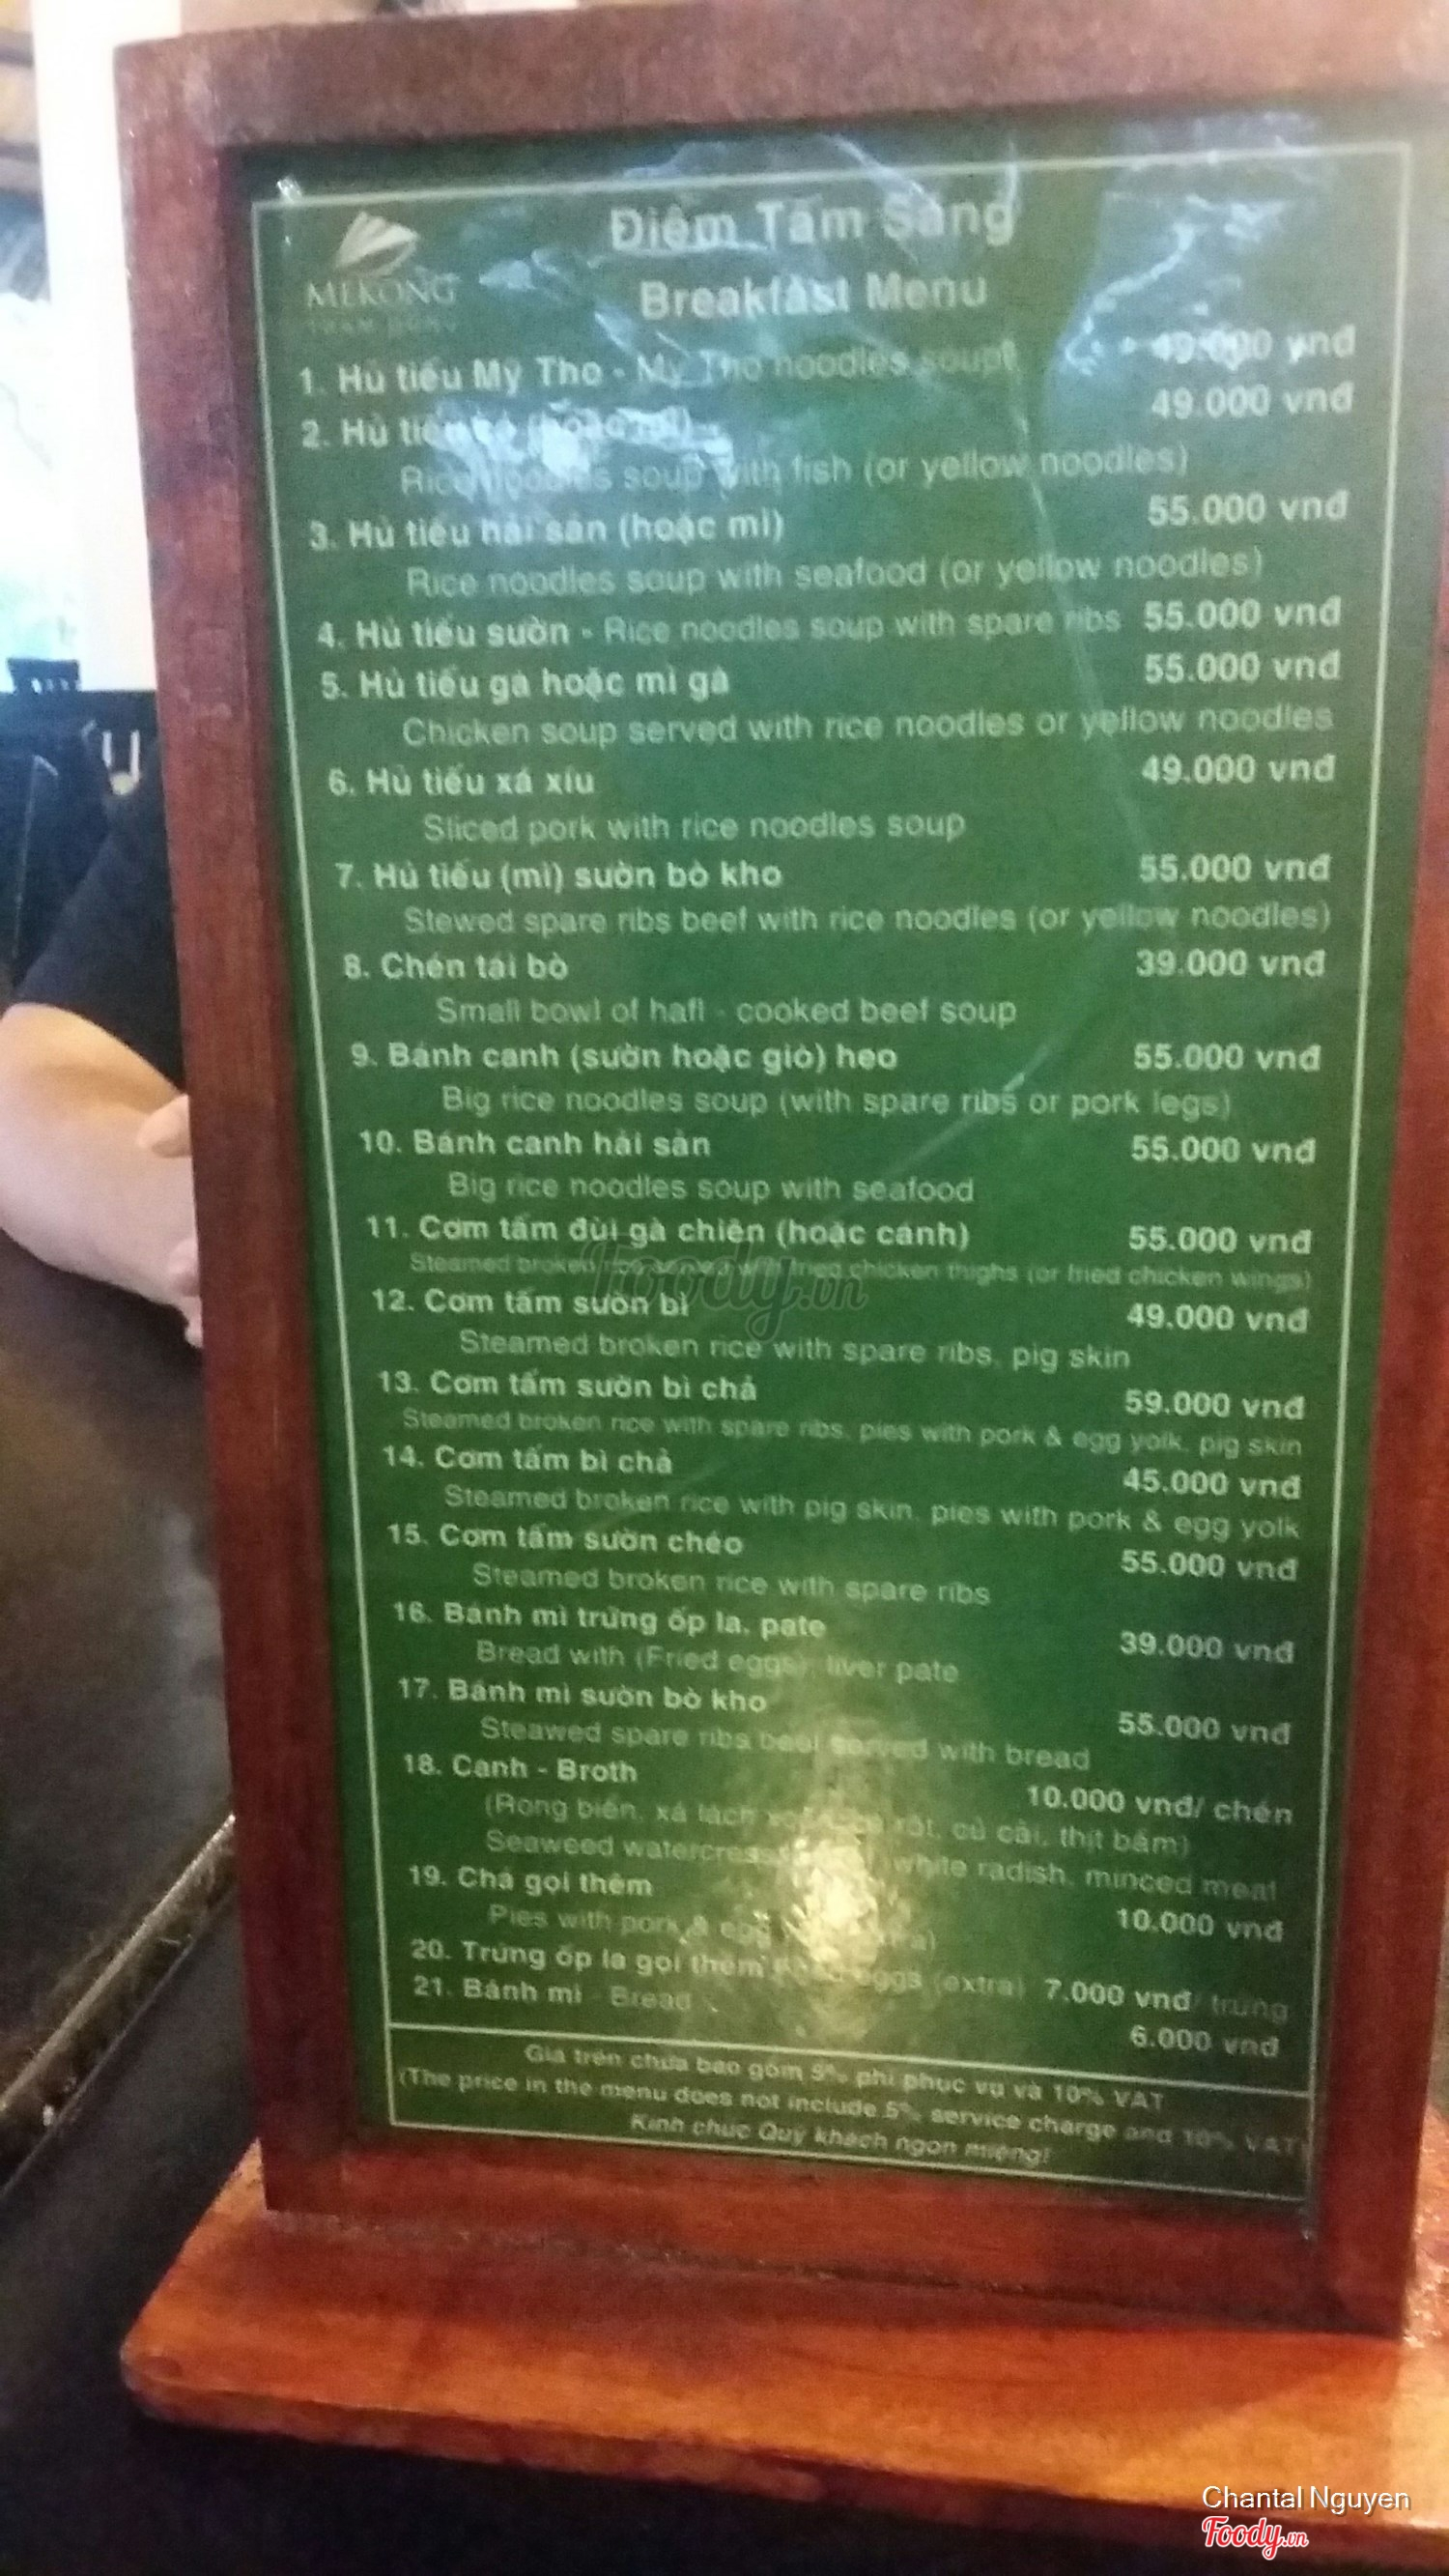 Điểm Tâm Sáng
MEKONG
Breakfast Menu
1. Hủ tiếu Mỹ Tho - My Tho noodles soup 49.000 vnđ
2. Hủ tiếu cá (hoặc mì) 49.000 vnđ
Rice noodles soup with fish (or yellow noodles)
3. Hủ tiếu hải sản (hoặc mì) 55.000 vnđ
Rice noodles soup with seafood (or yellow noodles)
4. Hủ tiếu sườn - Rice noodles soup with spare ribs 55.000 vnđ
5. Hủ tiếu gà hoặc mì gà 55.000 vnđ
Chicken soup served with rice noodles or yellow noodles
6. Hủ tiếu xá xíu 49.000 vnđ
Sliced pork with rice noodles soup
7. Hủ tiếu (mì) sườn bò kho 55.000 vnđ
Stewed spare ribs beef with rice noodles (or yellow noodles)
8. Chén tái bò 39.000 vnđ
Small bowl of hafl - cooked beef soup
9. Bánh canh (sườn hoặc giò) heo 55.000 vnđ
Big rice noodles soup (with spare ribs or pork legs)
10. Bánh canh hải sản 55.000 vnđ
Big rice noodles soup with seafood
11. Cơm tấm đùi gà chiên (hoặc cánh) 55.000 vnđ
Steamed broken rice served with fried chicken thighs (or fried chicken wings)
12. Cơm tấm sườn bì 49.000 vnđ
Steamed broken rice with spare ribs, pig skin
13. Cơm tấm sườn bì chả 59.000 vnđ
Steamed broken rice with spare ribs, pies with pork & egg yolk, pig skin
14. Cơm tấm bì chả 45.000 vnđ
Steamed broken rice with pig skin, pies with pork & egg yolk
15. Cơm tấm sườn chéo 55.000 vnđ
Steamed broken rice with spare ribs
16. Bánh mì trứng ốp la, pate 39.000 vnđ
Bread with (Fried eggs), liver pate
17. Bánh mì sườn bò kho 55.000 vnđ
Steawed spare ribs beef served with bread
18. Canh - Broth 10.000 vnđ/ chén
(Rong biển, xà lách rốt, củ cải, thịt bằm)
Seaweed watercress white radish, minced meat
19. Chả gọi thêm 10.000 vnđ
Pies with pork & egg
20. Trứng ốp la gọi thêm eggs (extra) 7.000 vnđ/ trứng
21. Bánh mì - Bread 6.000 vnđ
Giá trên chưa bao gồm 5% phí phục vụ và 10% VAT
(The price in the menu does not include 5% service charge and 10% VAT)
Kính chúc Quý khách ngon miệng!
Foody.vn
Chantal Nguyen
Foody.vn